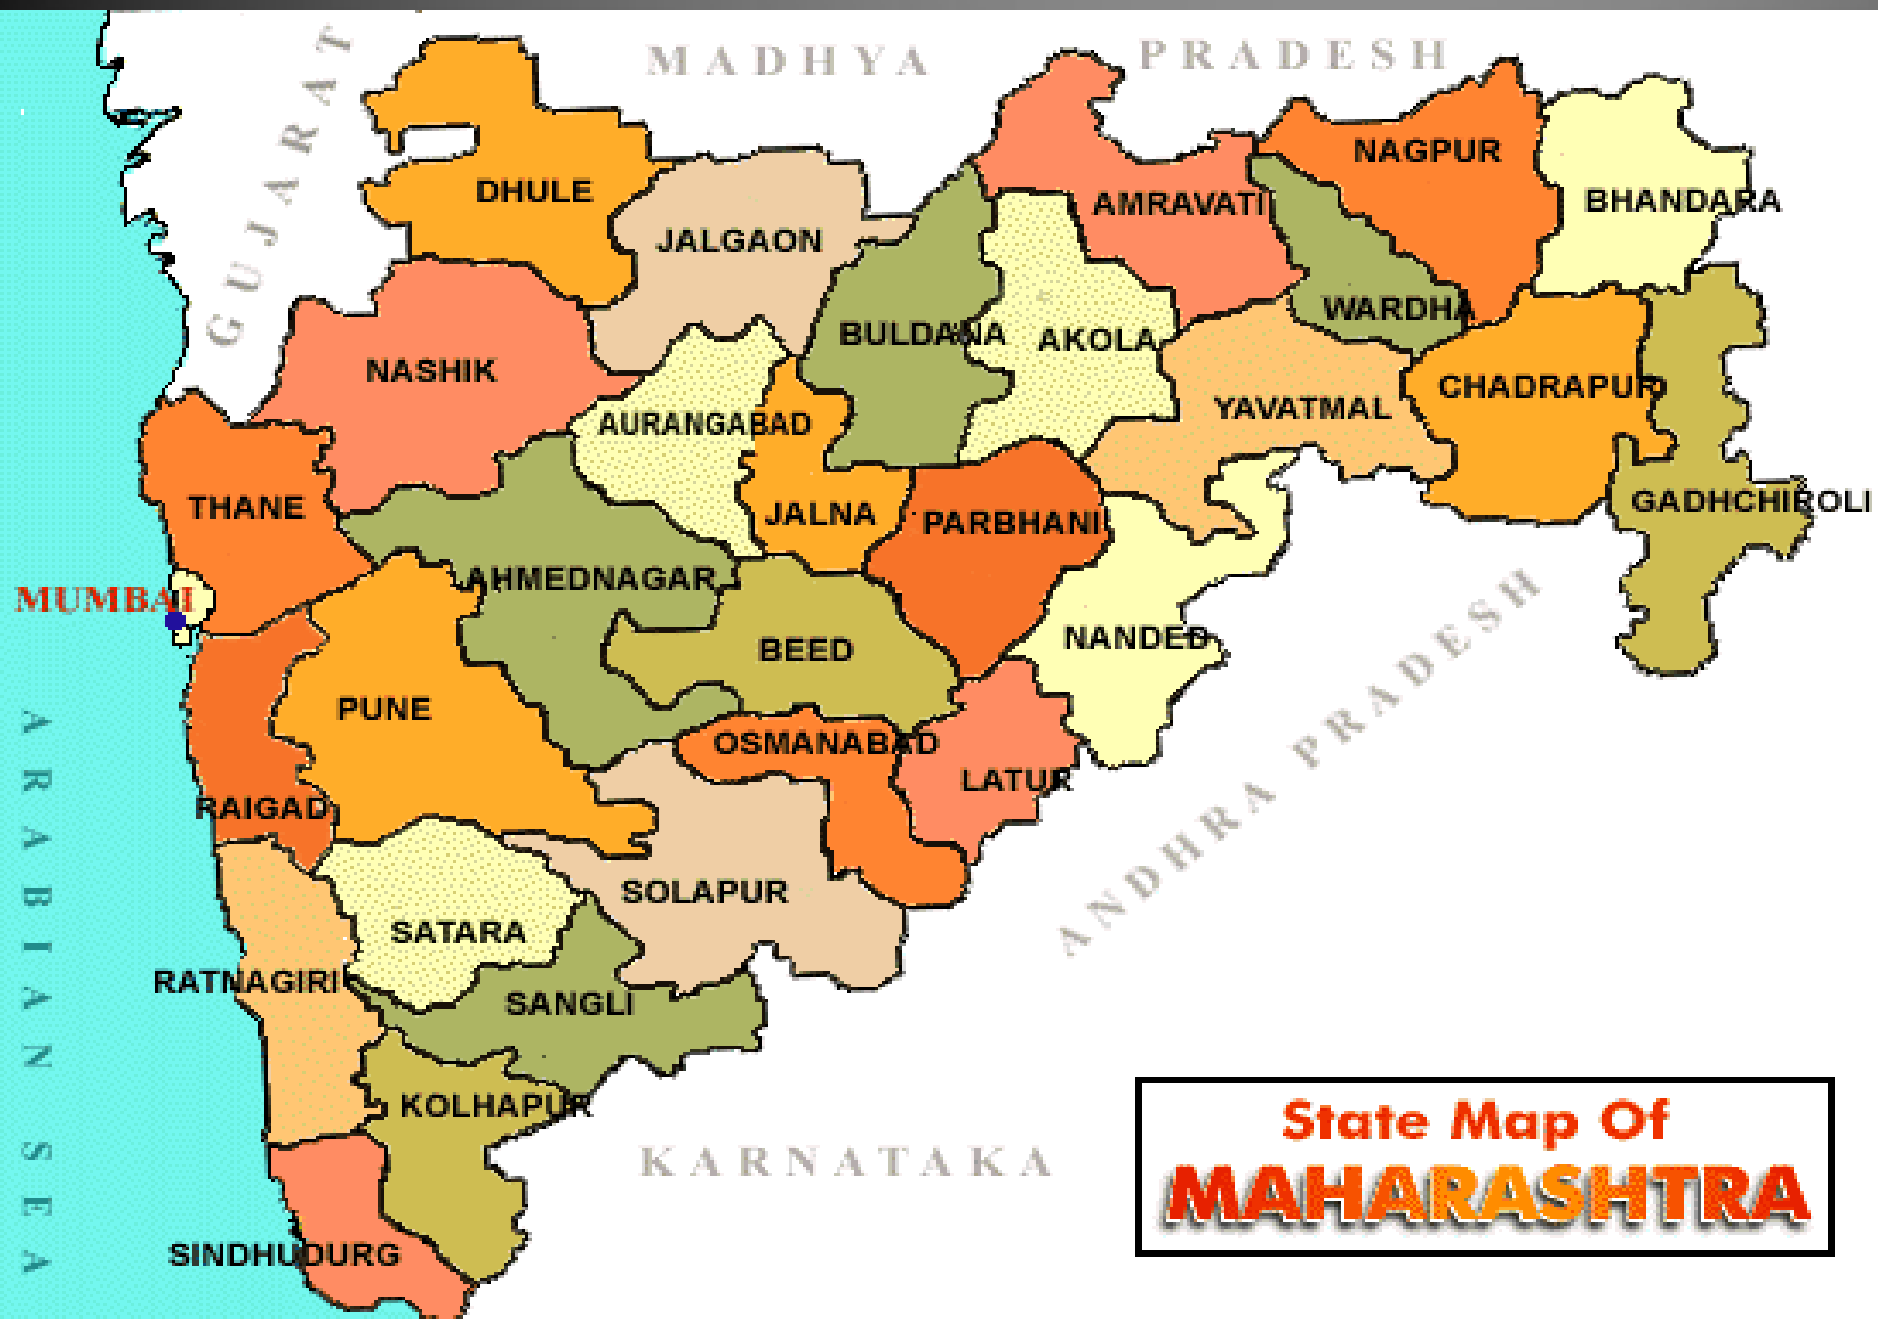 GUJARAT
MADHYA PRADESH
DHULE
NAGPUR
BHANDARA
AMRAVATI
JALGAON
WARDHA
BULDANA
AKOLA
NASHIK
CHADRAPUR
YAVATMAL
AURANGABAD
THANE
JALNA
PARBHANI
GADHCHIROLI
AHMEDNAGAR
MUMBAI
BEED
NANDED
PUNE
OSMANABAD
LATUR
RAIGAD
ANDHRA PRADESH
SOLAPUR
SATARA
RATNAGIRI
SANGLI
ARABIAN SEA
KOLHAPUR
KARNATAKA
SINDHUDURG
State Map Of
MAHARASHTRA